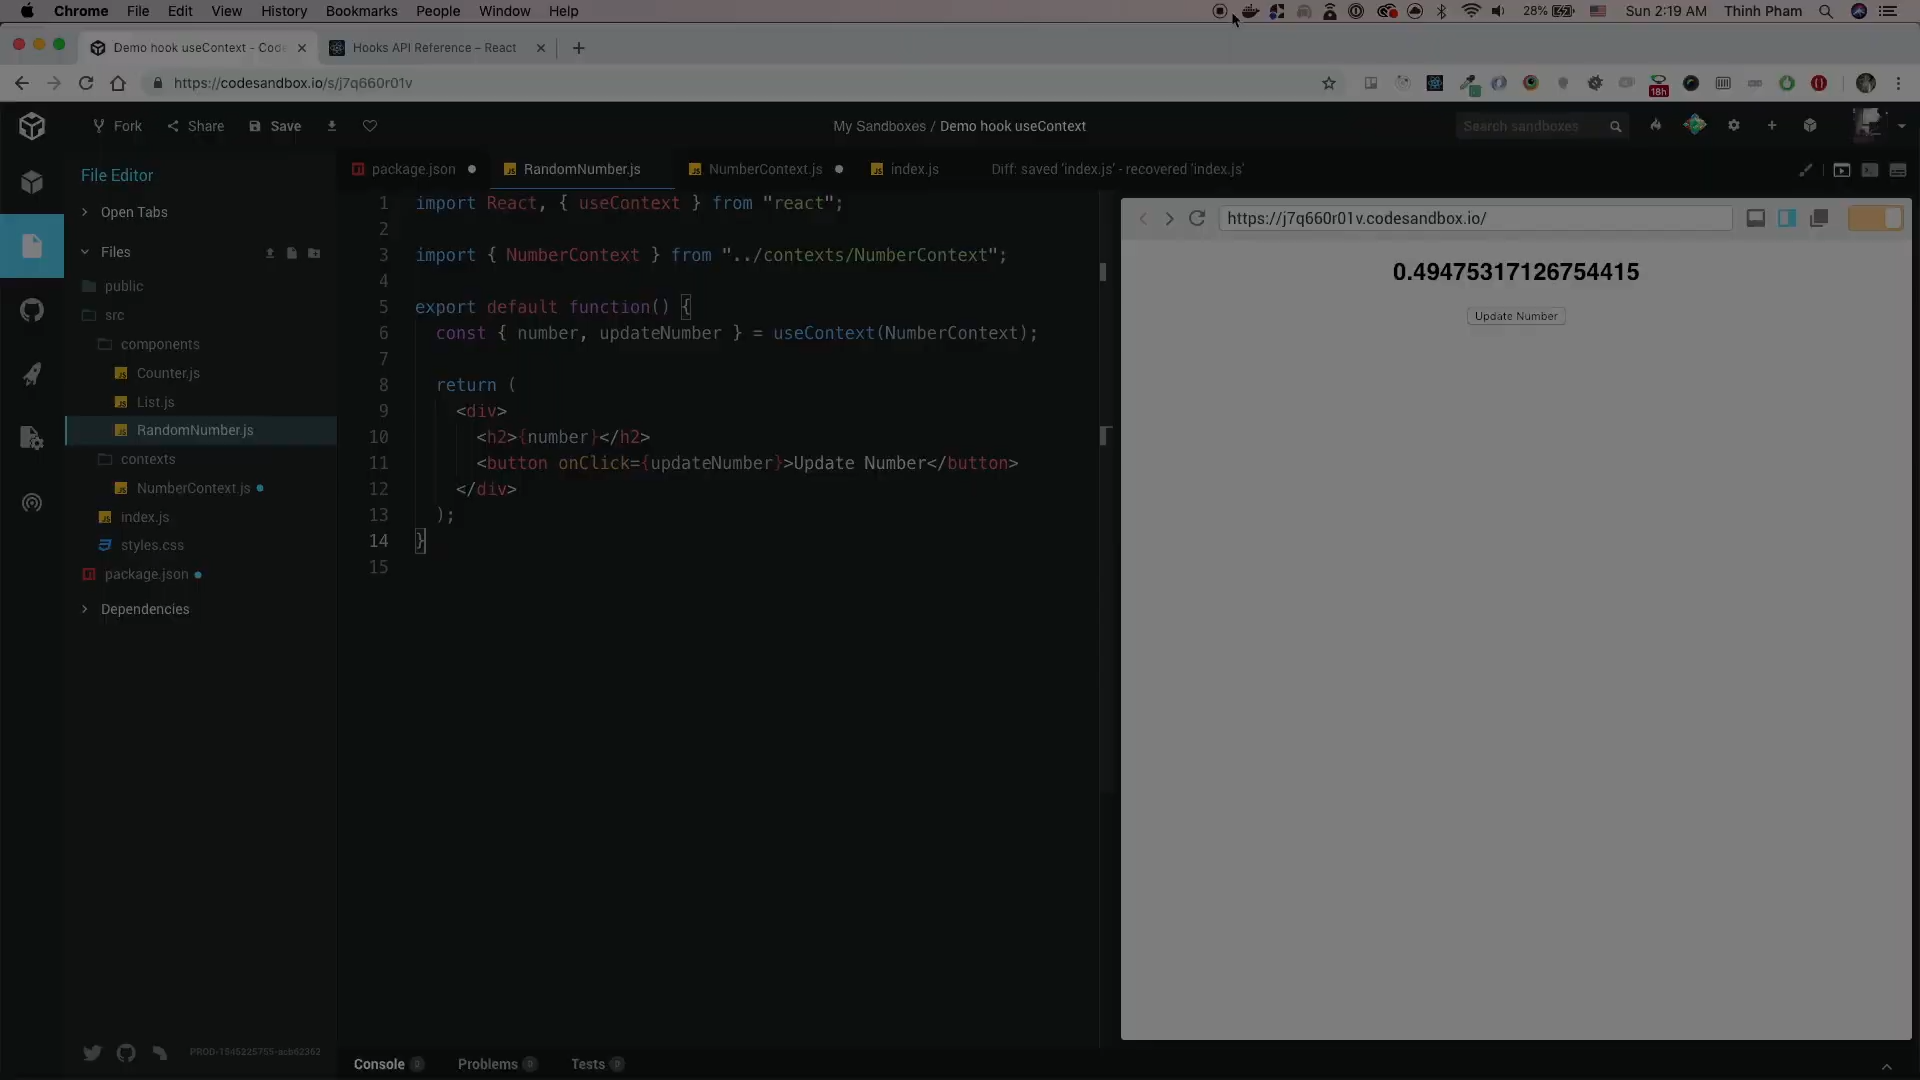 Chrome File Edit View History Bookmarks People Window Help
28% Sun 2:19 AM Thinh Pham
Demo hook useContext - Code
Hooks API Reference – React
https://codesandbox.io/s/j7q660r01v
18h
Fork Share Save
My Sandboxes / Demo hook useContext
Search sandboxes
File Editor
Open Tabs
Files
public
src
components
Counter.js
List.js
RandomNumber.js
contexts
NumberContext.js
index.js
styles.css
package.json
Dependencies
package.json RandomNumber.js NumberContext.js index.js Diff: saved 'index.js' - recovered 'index.js'
1 import React, { useContext } from "react";
2
3 import { NumberContext } from "../contexts/NumberContext";
4
5 export default function() {
6 const { number, updateNumber } = useContext(NumberContext);
7
8 return (
9 <div>
10 <h2>{number}</h2>
11 <button onClick={updateNumber}>Update Number</button>
12 </div>
13 );
14 }
15
https://j7q660r01v.codesandbox.io/
0.49475317126754415
Update Number
Console 0 Problems 0 Tests 0